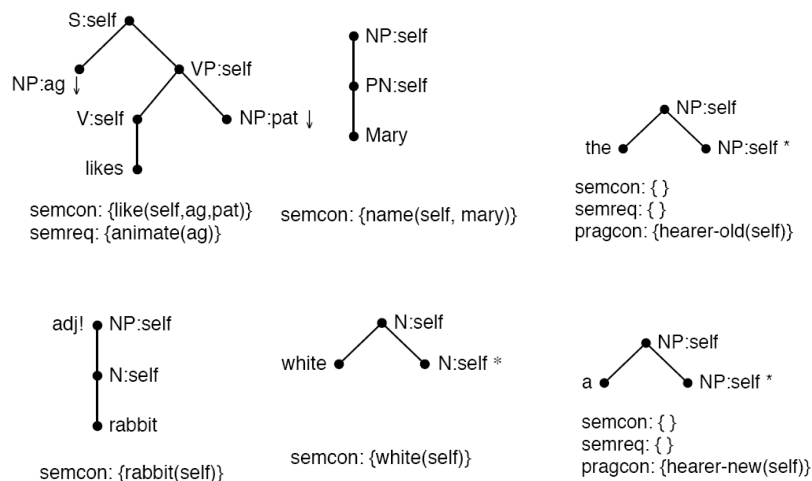 S:self
NP:ag ↓
VP:self
V:self
NP:pat ↓
likes
semcon: {like(self,ag,pat)}
semreq: {animate(ag)}
NP:self
PN:self
Mary
semcon: {name(self, mary)}
NP:self
the
NP:self *
semcon: { }
semreq: { }
pragcon: {hearer-old(self)}
adj! NP:self
N:self
rabbit
semcon: {rabbit(self)}
N:self
white
N:self *
semcon: {white(self)}
NP:self
a
NP:self *
semcon: { }
semreq: { }
pragcon: {hearer-new(self)}